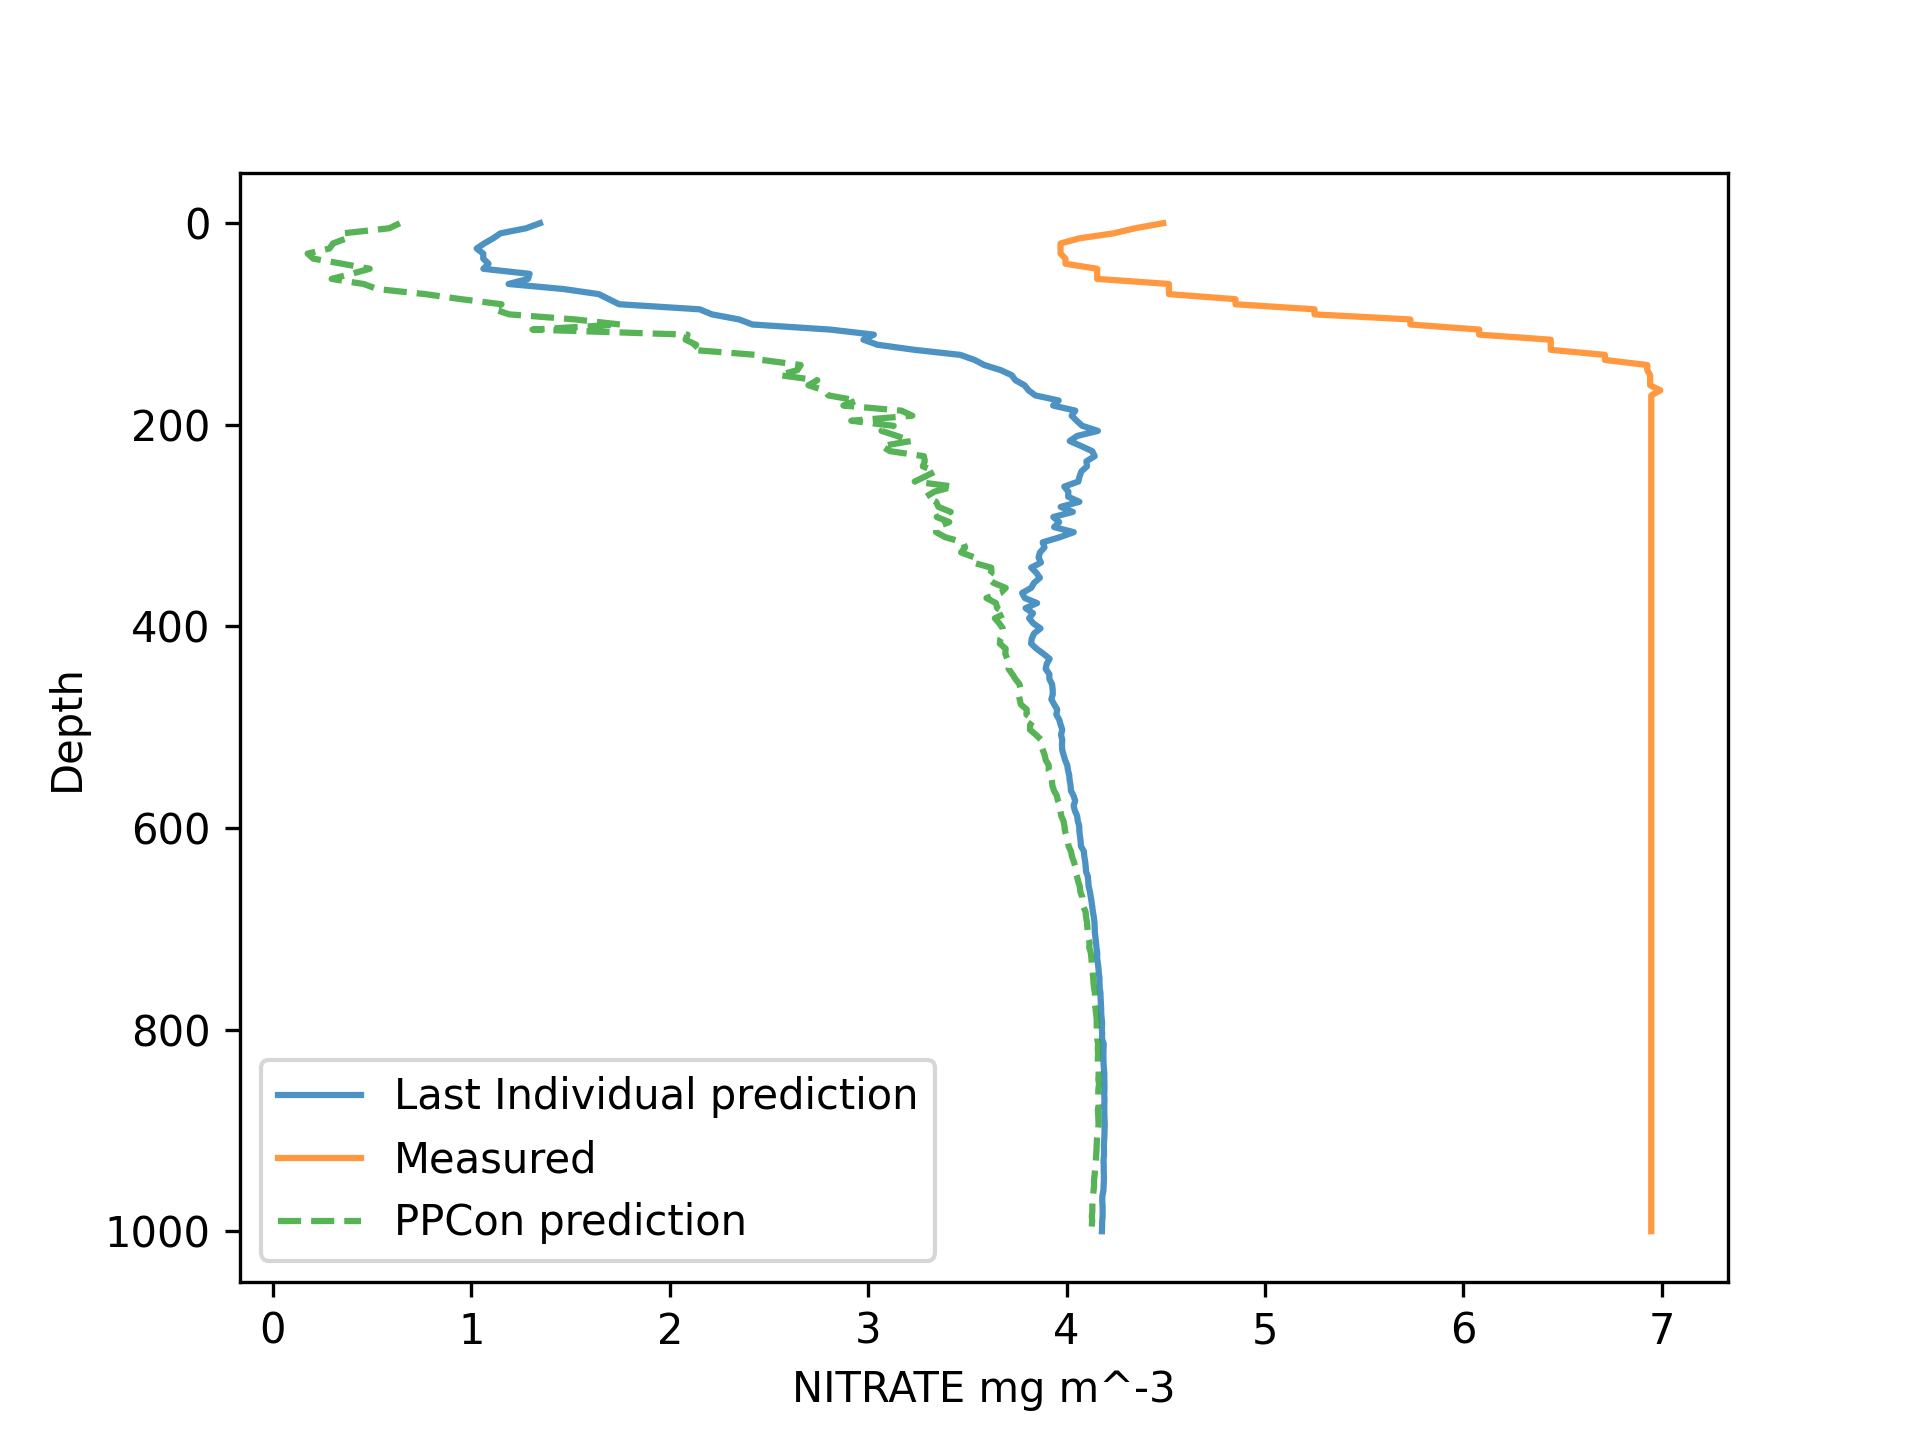 0
200
400
600
800
1000
Depth
Last Individual prediction
Measured
PPCon prediction
0 1 2 3 4 5 6 7
NITRATE mg m^-3